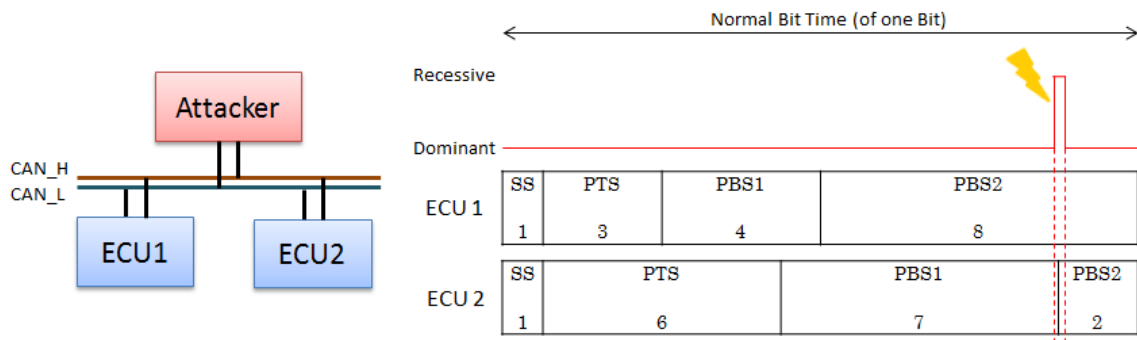 Attacker
CAN_H
CAN_L
ECU1
ECU2
Normal Bit Time (of one Bit)
Recessive
Dominant
ECU 1
SS PTS PBS1 PBS2
1 3 4 8
ECU 2
SS PTS PBS1 PBS2
1 6 7 2